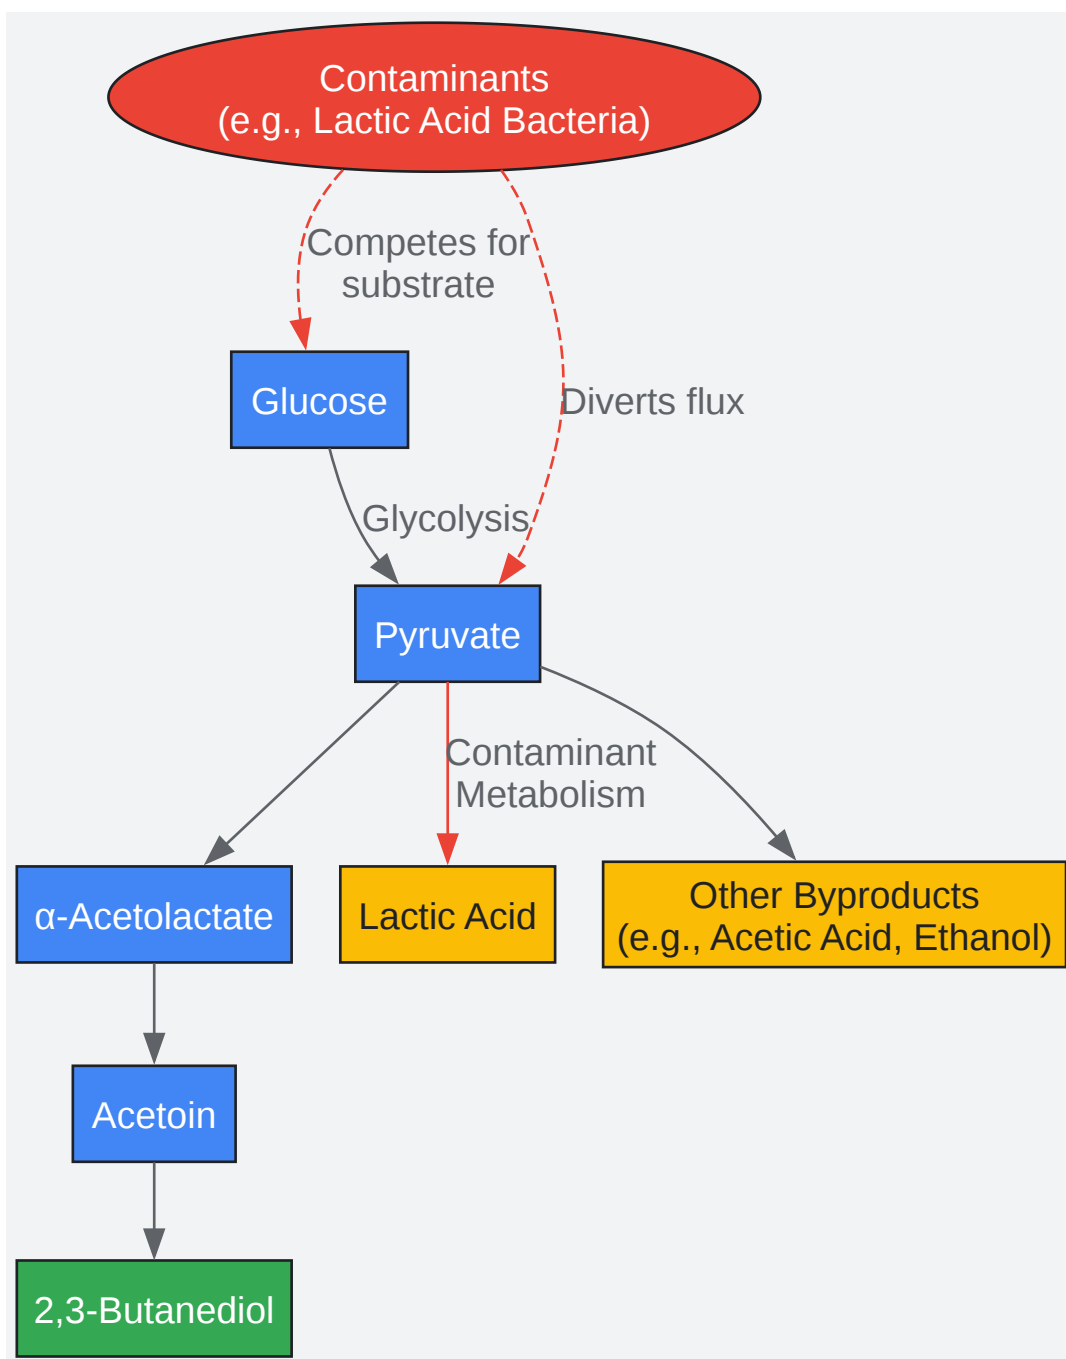 Contaminants
(e.g., Lactic Acid Bacteria)
Competes for
substrate
Glucose
Diverts flux
Glycolysis
Pyruvate
Contaminant
Metabolism
α-Acetolactate
Lactic Acid
Other Byproducts
(e.g., Acetic Acid, Ethanol)
Acetoin
2,3-Butanediol